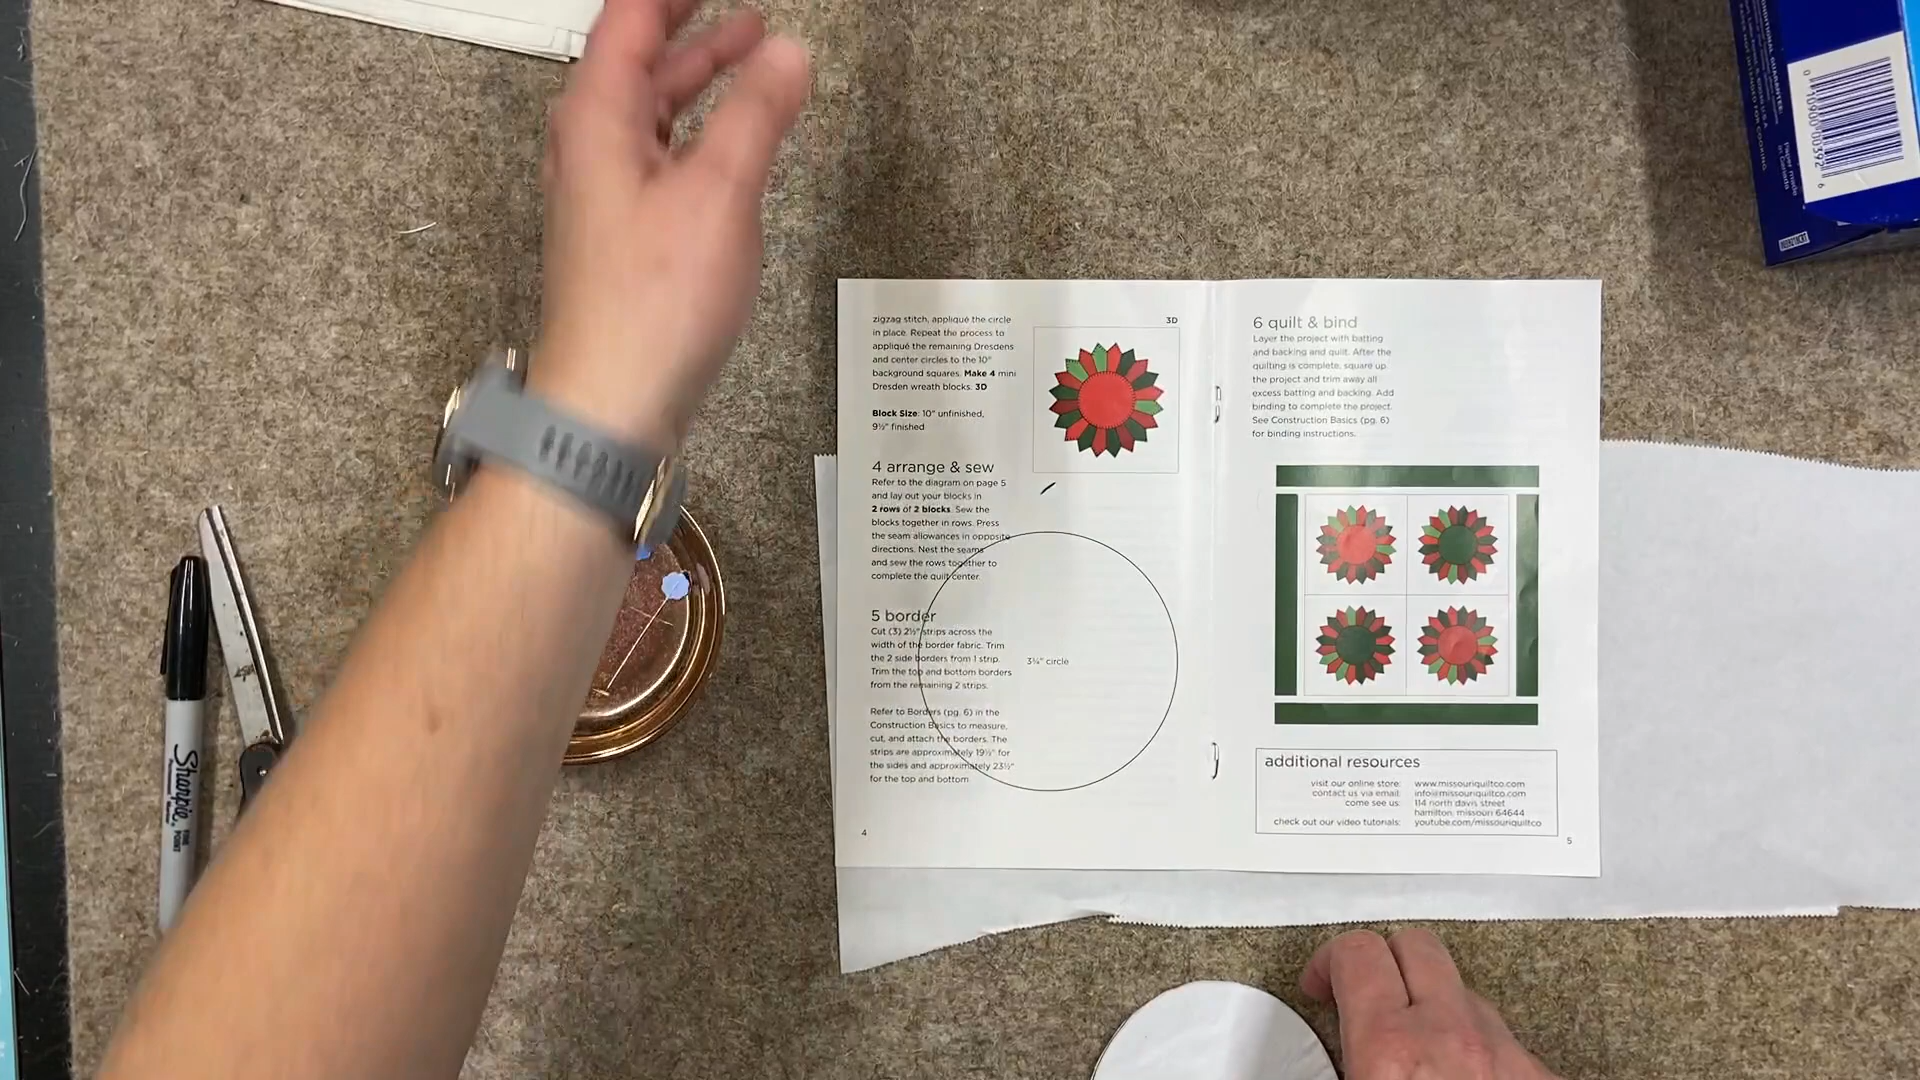 zigzag stitch, appliqué the circle
in place. Repeat the process to
appliqué the remaining Dresdens
and center circles to the 10"
background squares. Make 4 mini
Dresden wreath blocks. 3D
Block Size: 10" unfinished,
9½" finished
3D
4 arrange & sew
Refer to the diagram on page 5
and lay out your blocks in
2 rows of 2 blocks. Sew the
blocks together in rows. Press
the seam allowances in opposite
directions. Nest the seams
and sew the rows together to
complete the quilt center.
5 border
Cut (3) 2½" strips across the
width of the border fabric. Trim
the 2 side borders from 1 strip.
Trim the top and bottom borders
from the remaining 2 strips.
Refer to Borders (pg. 6) in the
Construction Basics to measure,
cut, and attach the borders. The
strips are approximately 19½" for
the sides and approximately 23½"
for the top and bottom.
circle
4
6 quilt & bind
Layer the project with batting
and backing and quilt. After the
quilting is complete, square up
the project and trim away all
excess batting and backing. Add
binding to complete the project.
See Construction Basics (pg. 6)
for binding instructions.
additional resources
visit our online store: www.missouriquiltco.com
contact us via email: info@missouriquiltco.com
come see us: 114 north davis street
hamilton, missouri 64644
check out our video tutorials: youtube.com/missouriquiltco
5
Sharpie
FINE
POINT
Paper made
in Canada
NOT INTENDED FOR COOKING.